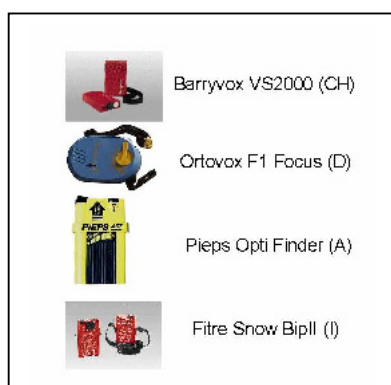 Barryvox VS2000 (CH)
Ortovox F1 Focus (D)
PIEPS
Pieps Opti Finder (A)
Fitre Snow BipII (I)